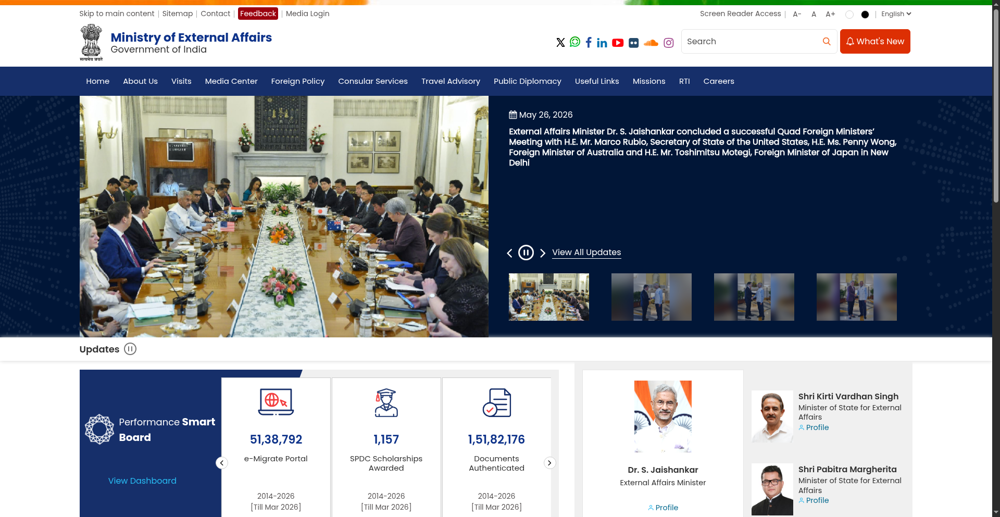 Skip to main content
Sitemap
Contact
Feedback
Media Login
Screen Reader Access
A-
A
A+
English
सत्यमेव जयते
Ministry of External Affairs
Government of India
Search
What's New
Home
About Us
Visits
Media Center
Foreign Policy
Consular Services
Travel Advisory
Public Diplomacy
Useful Links
Missions
RTI
Careers
May 26, 2026
External Affairs Minister Dr. S. Jaishankar concluded a successful Quad Foreign Ministers’
Meeting with H.E. Mr. Marco Rubio, Secretary of State of the United States, H.E. Ms. Penny Wong,
Foreign Minister of Australia and H.E. Mr. Toshimitsu Motegi, Foreign Minister of Japan in New
Delhi
View All Updates
Updates
Performance Smart
Board
View Dashboard
51,38,792
e-Migrate Portal
2014-2026
[Till Mar 2026]
1,157
SPDC Scholarships
Awarded
2014-2026
[Till Mar 2026]
1,51,82,176
Documents
Authenticated
2014-2026
[Till Mar 2026]
Dr. S. Jaishankar
External Affairs Minister
Profile
Shri Kirti Vardhan Singh
Minister of State for External
Affairs
Profile
Shri Pabitra Margherita
Minister of State for External
Affairs
Profile